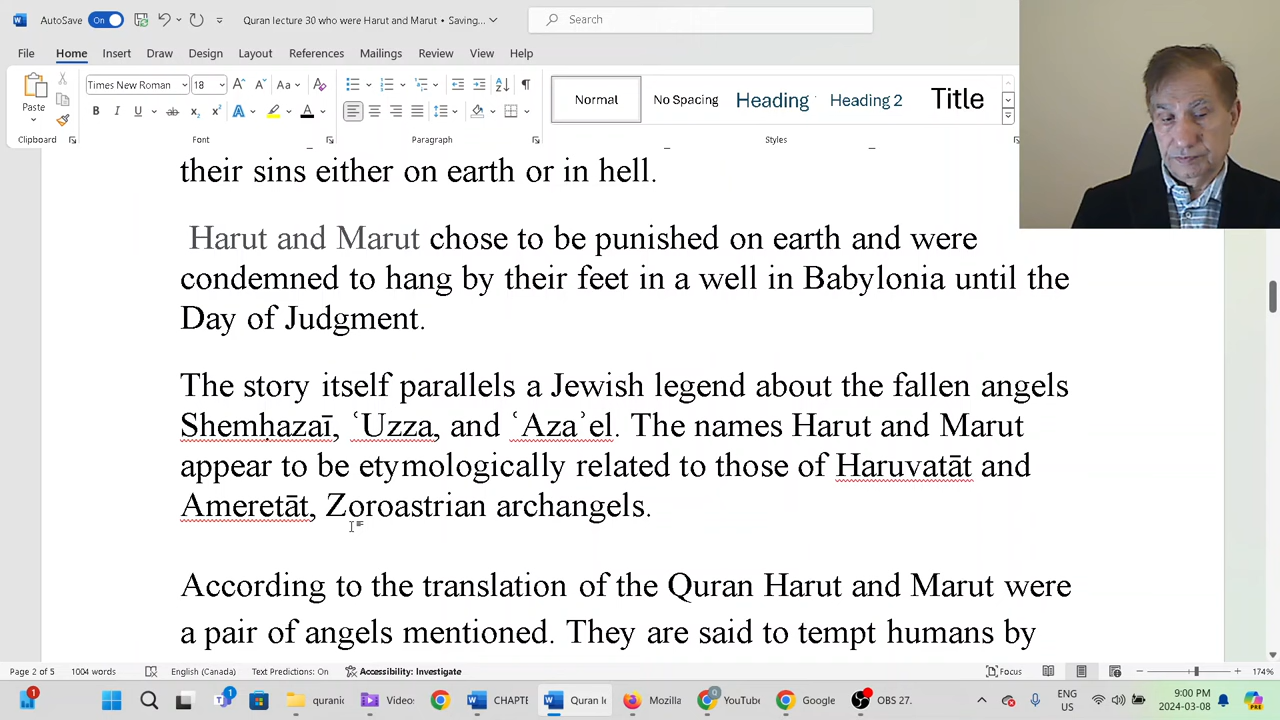 AutoSave On Quran lecture 30 who were Harut and Marut • Saving... Search
File Home Insert Draw Design Layout References Mailings Review View Help
Times New Roman 18 Aa
Paste B I U ab x₂ x² A A Normal No Spacing Heading Heading 2 Title
Clipboard Font Paragraph Styles
their sins either on earth or in hell.
Harut and Marut chose to be punished on earth and were
condemned to hang by their feet in a well in Babylonia until the
Day of Judgment.
The story itself parallels a Jewish legend about the fallen angels
Shemḥazaī, ʿUzza, and ʿAzaʾel. The names Harut and Marut
appear to be etymologically related to those of Haruvatāt and
Ameretāt, Zoroastrian archangels.
According to the translation of the Quran Harut and Marut were
a pair of angels mentioned. They are said to tempt humans by
Page 2 of 5 1004 words English (Canada) Text Predictions: On Accessibility: Investigate Focus 174%
1 1 quranic Video: CHAPTE Quran le Mozilla YouTube Google OBS 27. ENG US 9:00 PM 2024-03-08